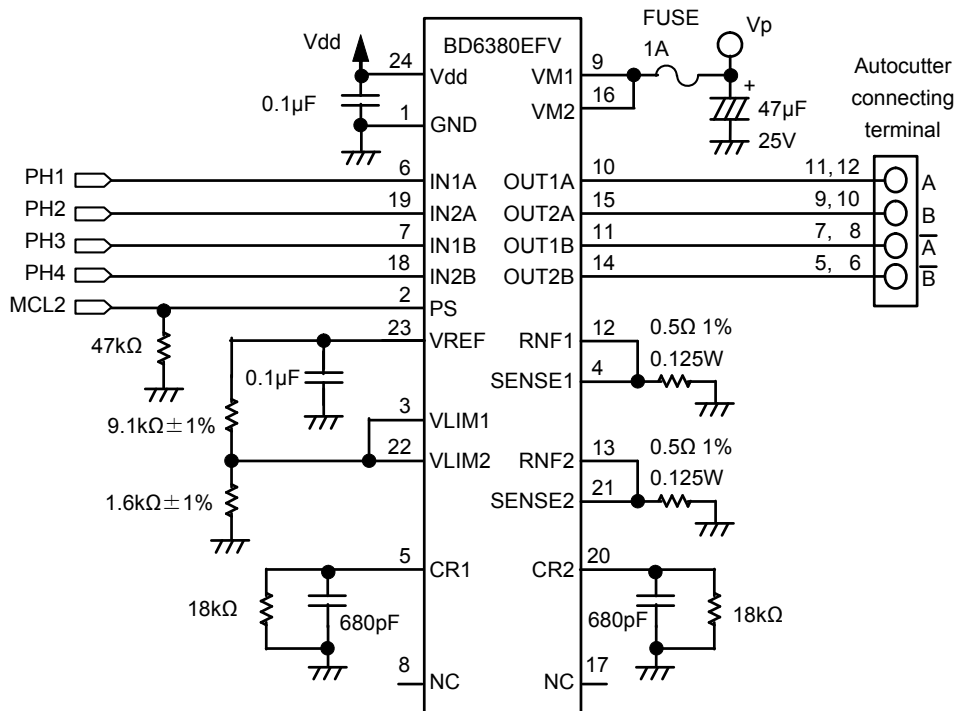 FUSE
Vp
Vdd
BD6380EFV
1A
24
Vdd
VM1
9
16
VM2
+
47µF
25V
Autocutter
connecting
terminal
0.1µF
1
GND
PH1
6
IN1A
OUT1A
10
11, 12
A
PH2
19
IN2A
OUT2A
15
9, 10
B
PH3
7
IN1B
OUT1B
11
7, 8
A̅
PH4
18
IN2B
OUT2B
14
5, 6
B̅
MCL2
2
PS
47kΩ
23
VREF
RNF1
12
0.5Ω 1%
0.125W
0.1µF
SENSE1
4
9.1kΩ±1%
3
VLIM1
22
VLIM2
RNF2
13
0.5Ω 1%
0.125W
1.6kΩ±1%
SENSE2
21
5
CR1
CR2
20
18kΩ
680pF
680pF
18kΩ
8
NC
NC
17